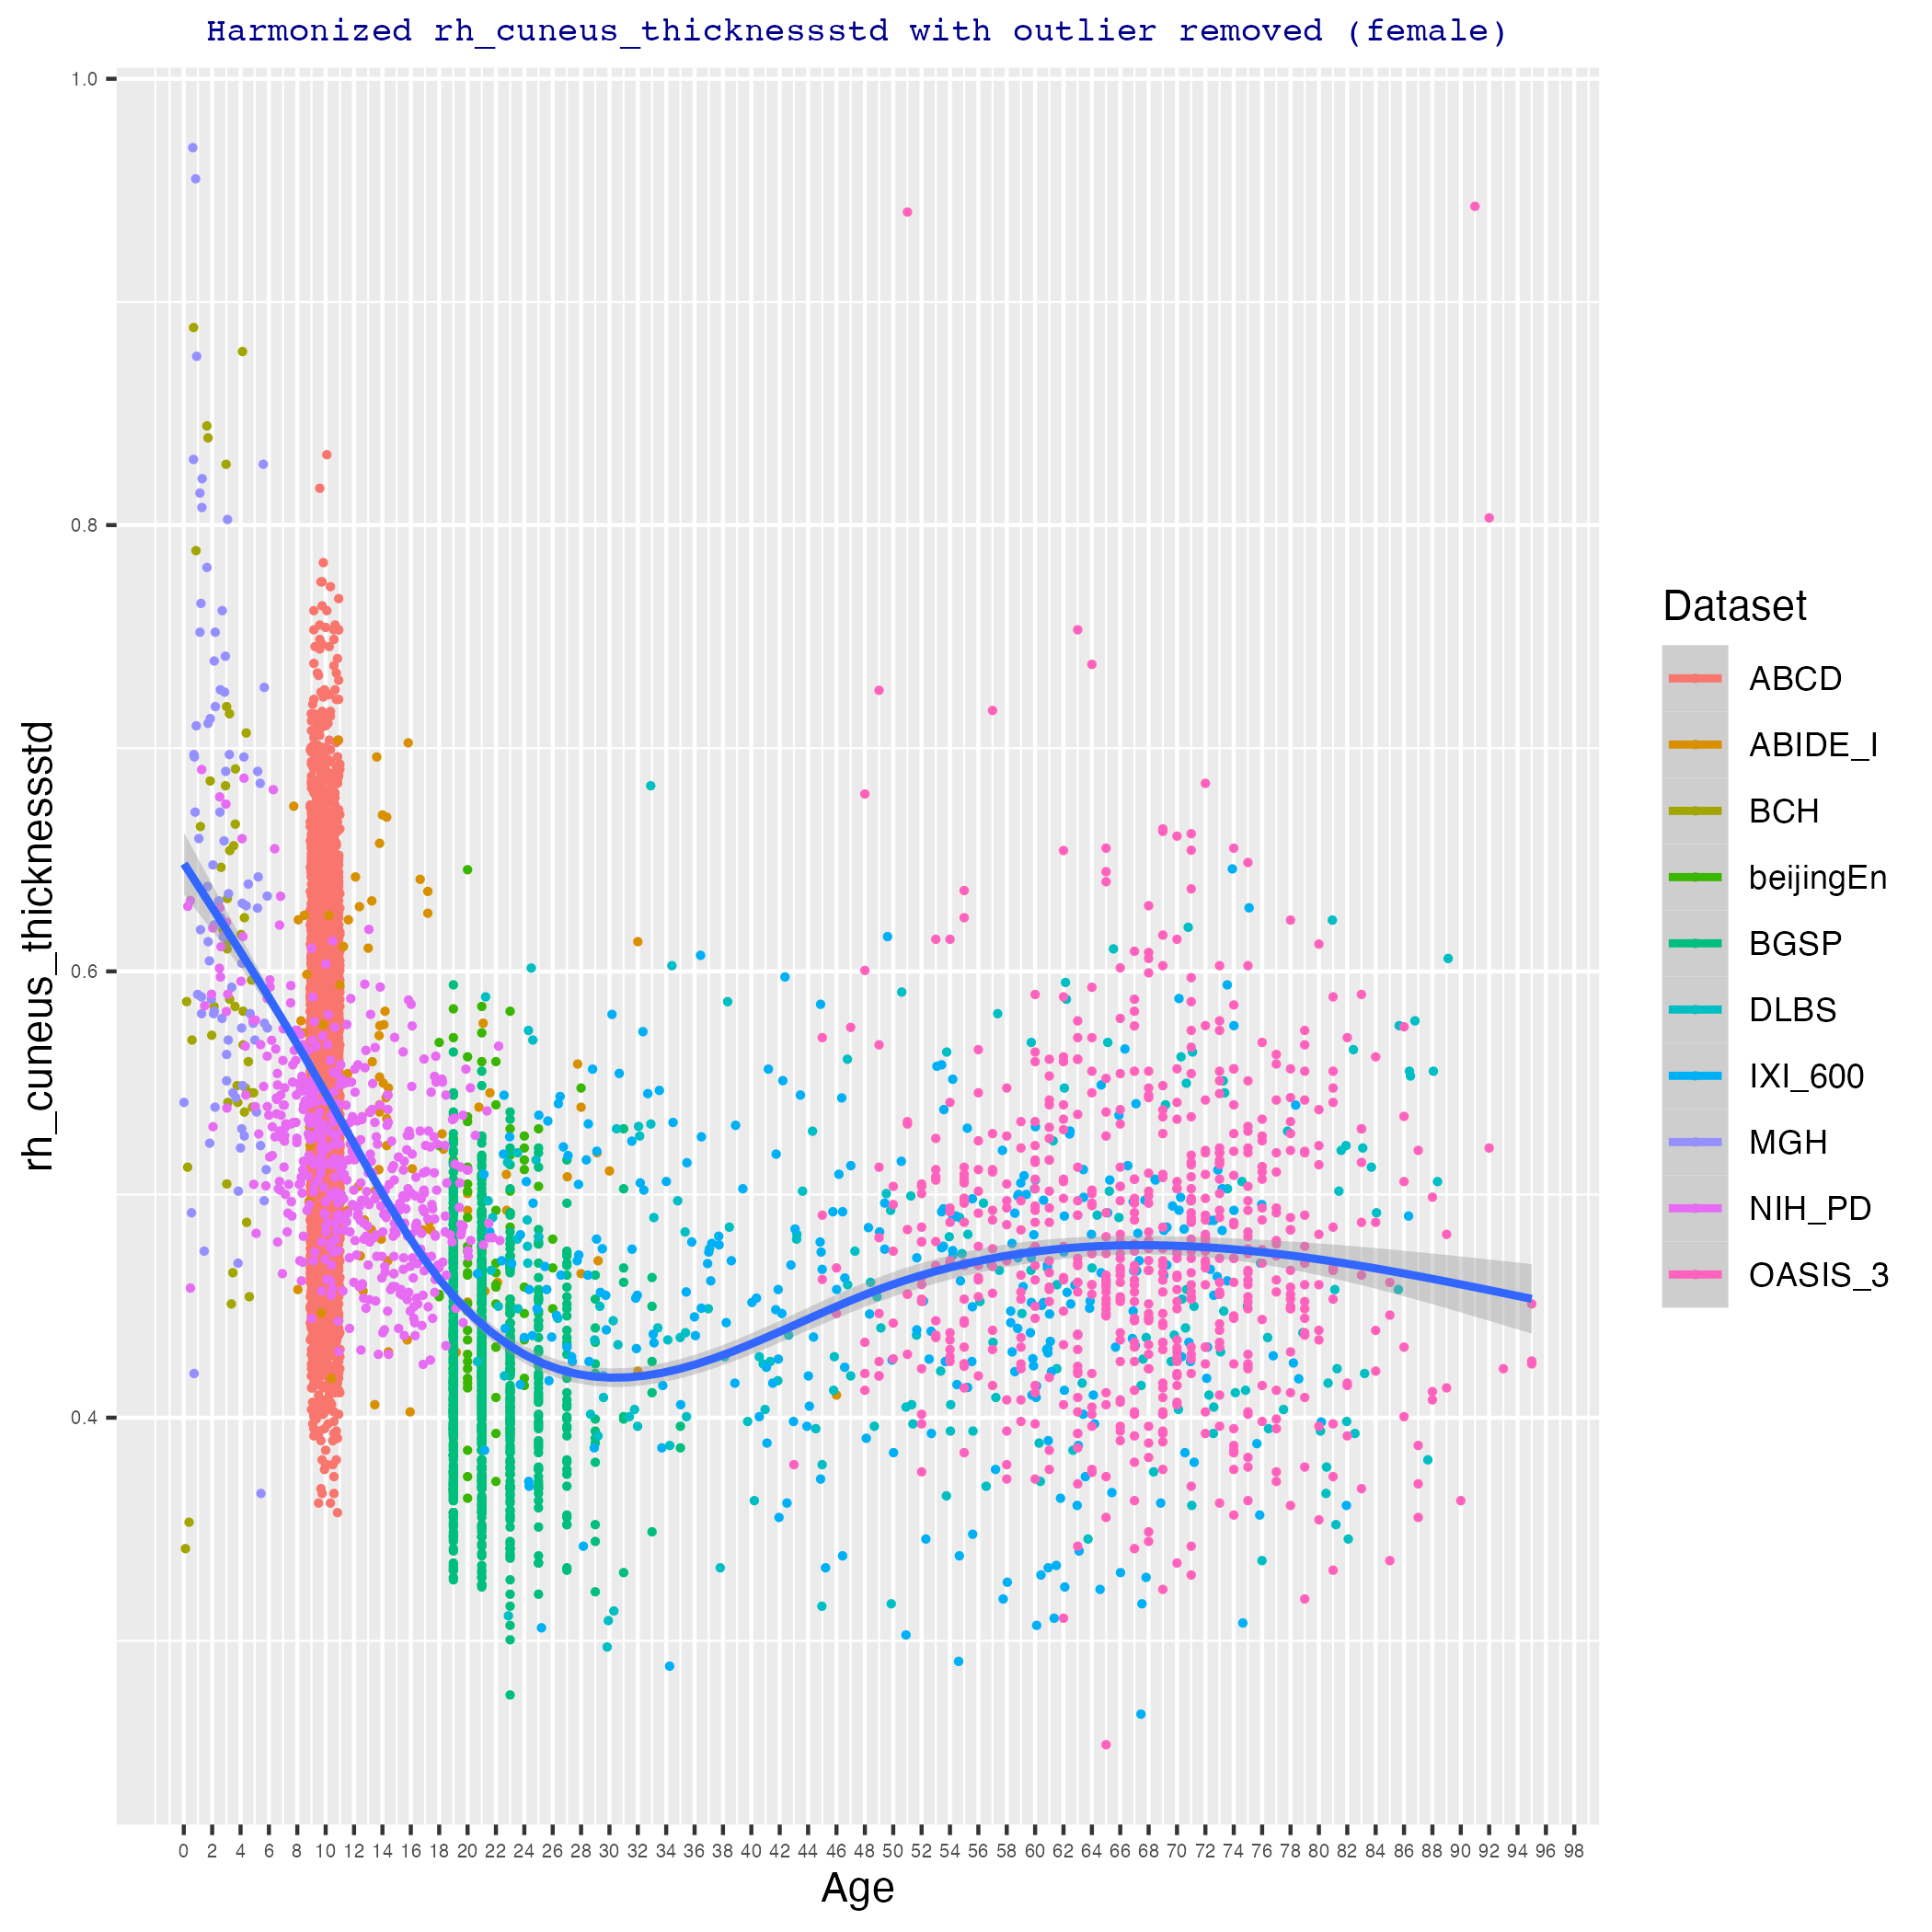 Harmonized rh_cuneus_thicknessstd with outlier removed (female)
rh_cuneus_thicknessstd
1.0
0.8
0.6
0.4
0 2 4 6 8 10 12 14 16 18 20 22 24 26 28 30 32 34 36 38 40 42 44 46 48 50 52 54 56 58 60 62 64 66 68 70 72 74 76 78 80 82 84 86 88 90 92 94 96 98
Age
Dataset
ABCD
ABIDE_I
BCH
beijingEn
BGSP
DLBS
IXI_600
MGH
NIH_PD
OASIS_3